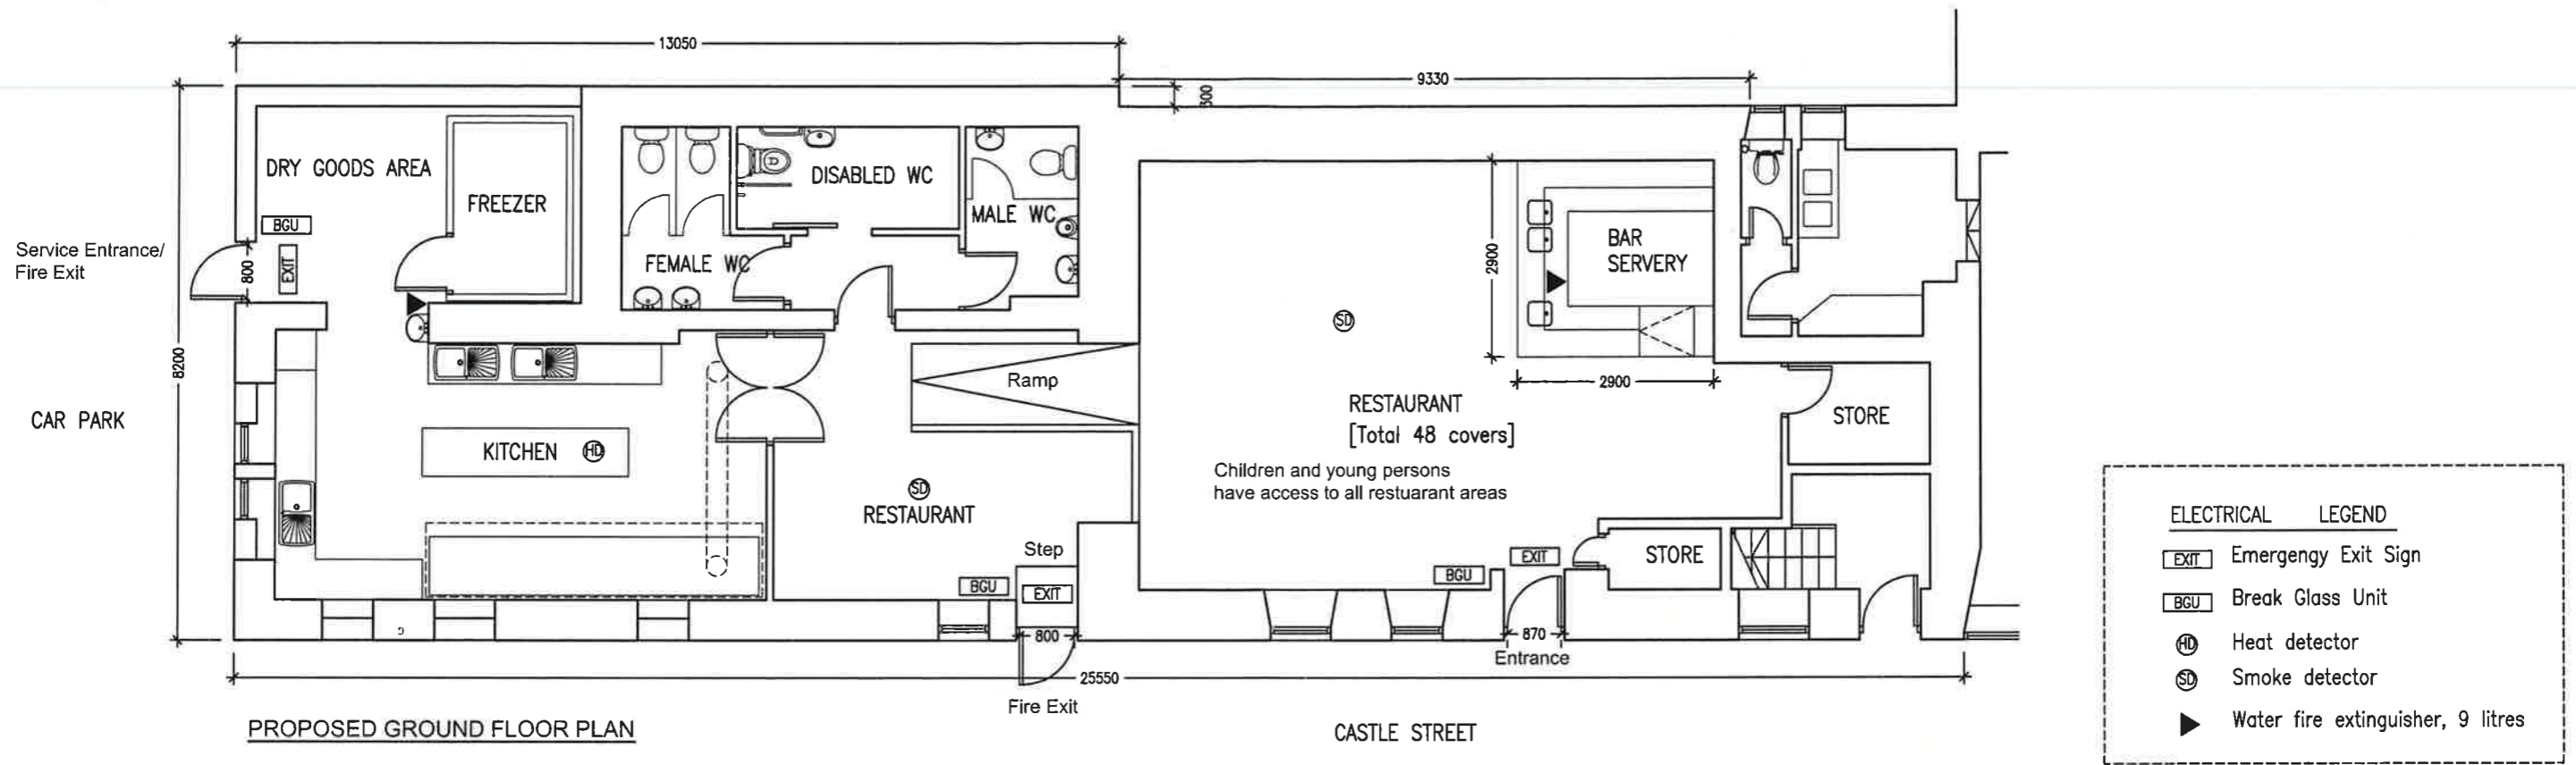 13050
9330
300
DRY GOODS AREA
FREEZER
BGU
EXIT
800
Service Entrance/
Fire Exit
8200
CAR PARK
DISABLED WC
MALE WC
FEMALE WC
2900
BAR
SERVERY
2900
SD
Ramp
RESTAURANT
[Total 48 covers]
Children and young persons
have access to all restuarant areas
STORE
KITCHEN
HD
SD
RESTAURANT
Step
BGU
EXIT
800
BGU
EXIT
STORE
870
Entrance
25550
Fire Exit
PROPOSED GROUND FLOOR PLAN
CASTLE STREET
ELECTRICAL LEGEND
EXIT Emergengy Exit Sign
BGU Break Glass Unit
HD Heat detector
SD Smoke detector
Water fire extinguisher, 9 litres